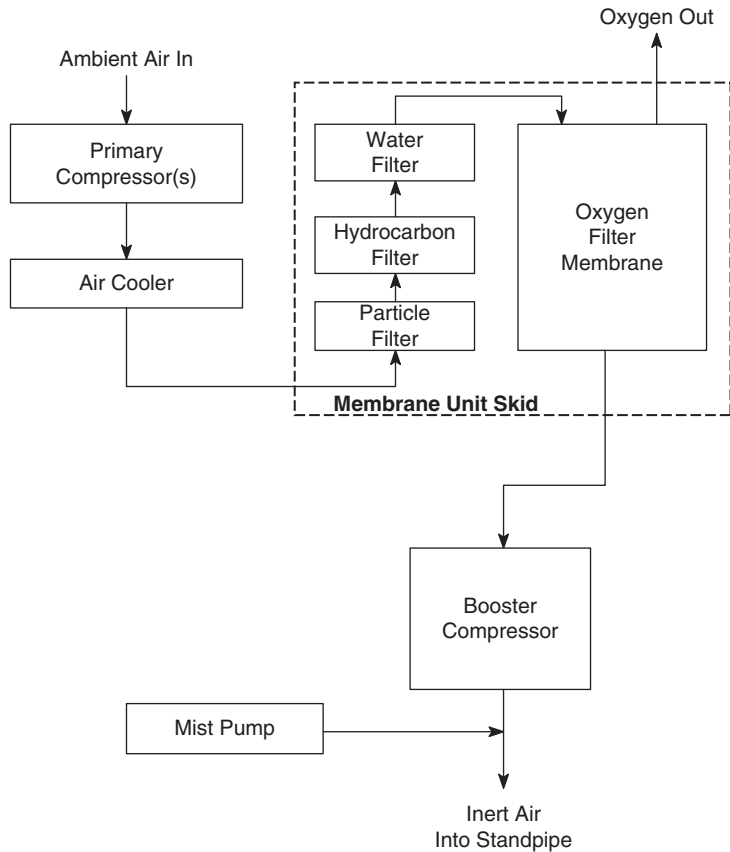 Oxygen Out
Ambient Air In
Primary
Compressor(s)
Air Cooler
Water
Filter
Hydrocarbon
Filter
Particle
Filter
Oxygen
Filter
Membrane
Membrane Unit Skid
Booster
Compressor
Mist Pump
Inert Air
Into Standpipe